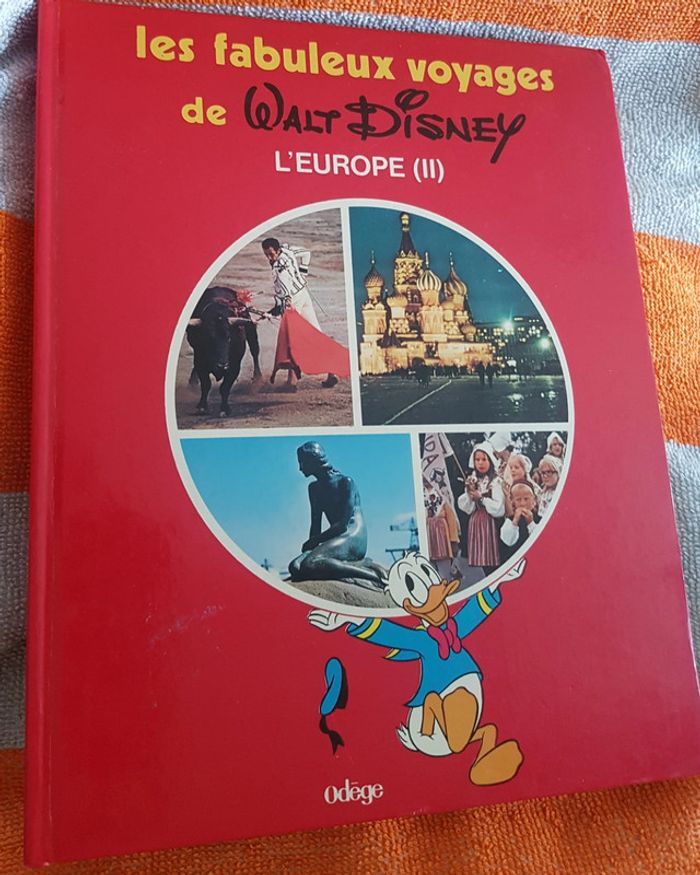 les fabuleux voyages
de WALT DISNEY
L'EUROPE (II)
Odège